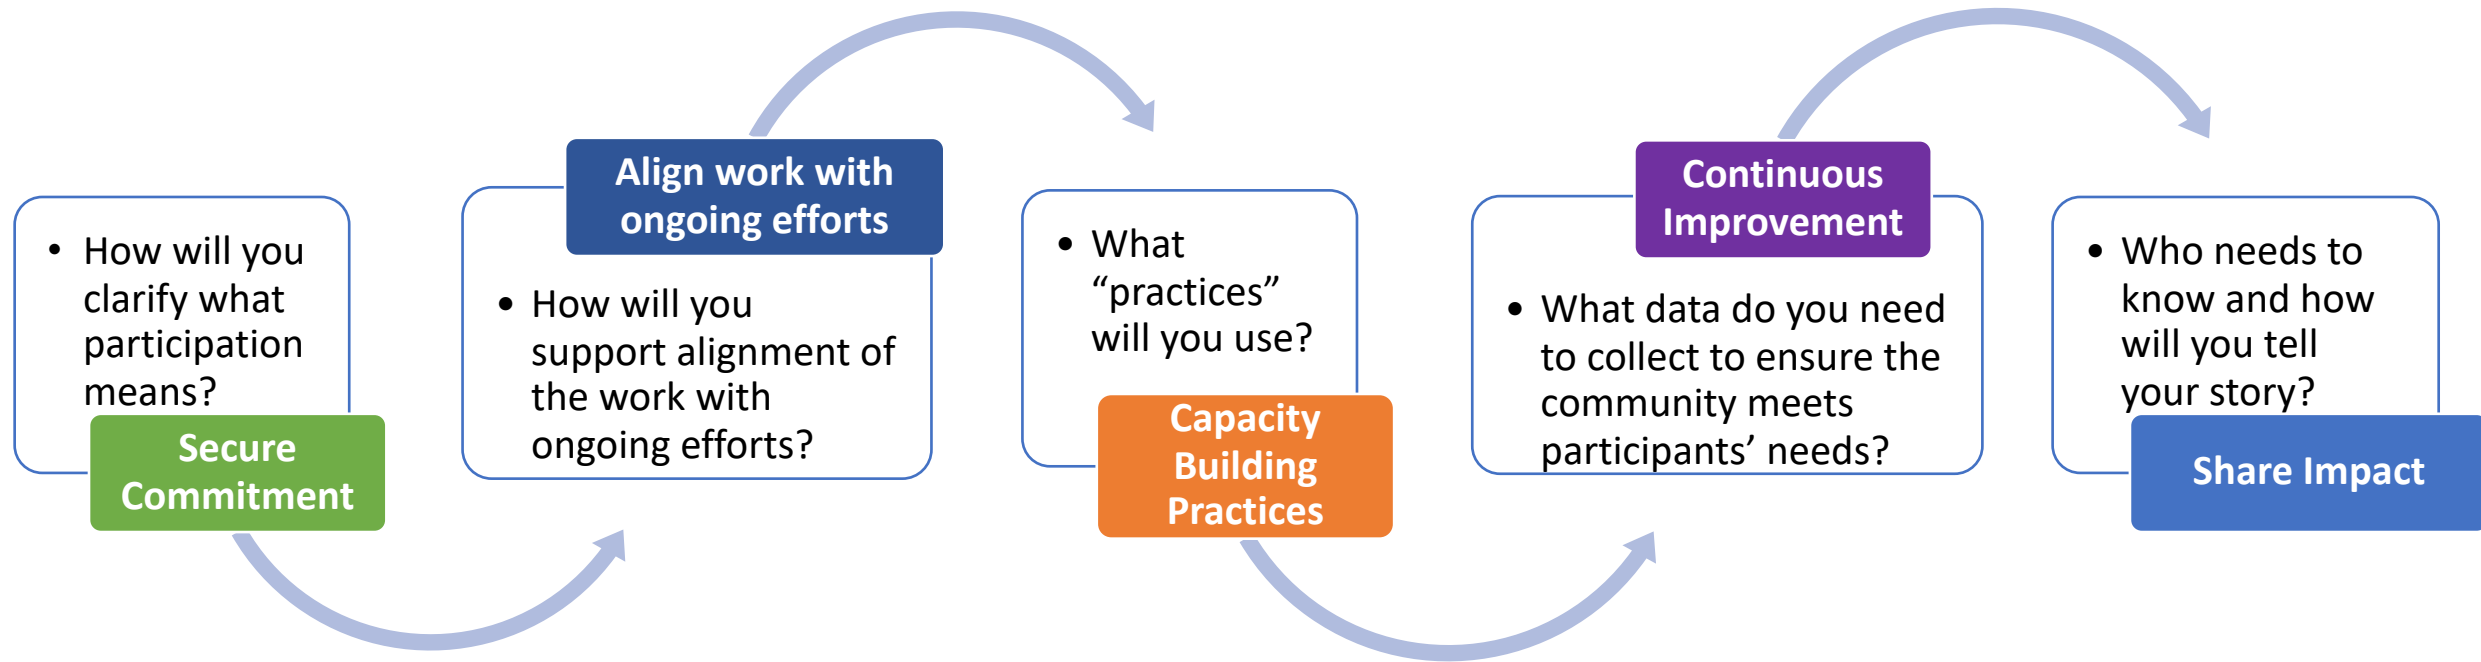 • How will you
clarify what
participation
means?
Secure
Commitment
Align work with
ongoing efforts
• How will you
support alignment of
the work with
ongoing efforts?
• What
“practices”
will you use?
Capacity
Building
Practices
Continuous
Improvement
• What data do you need
to collect to ensure the
community meets
participants’ needs?
• Who needs to
know and how
will you tell
your story?
Share Impact